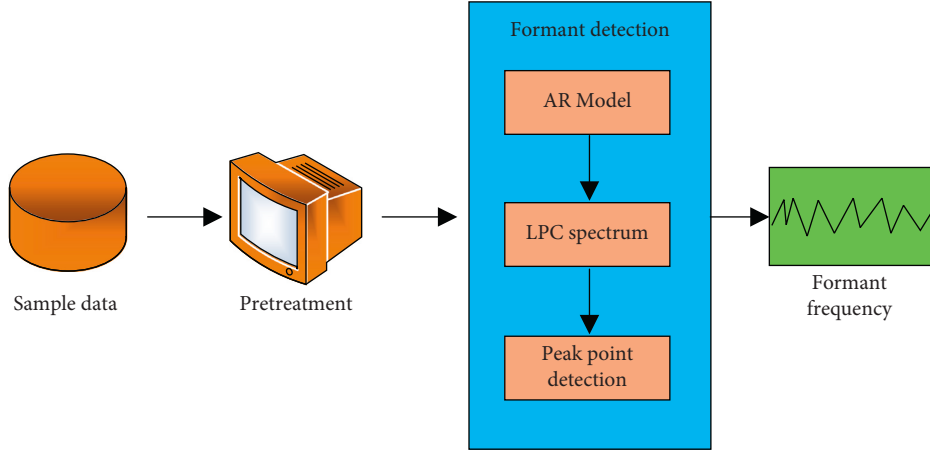 Formant detection
AR Model
LPC spectrum
Peak point
detection
Sample data
Pretreatment
Formant
frequency